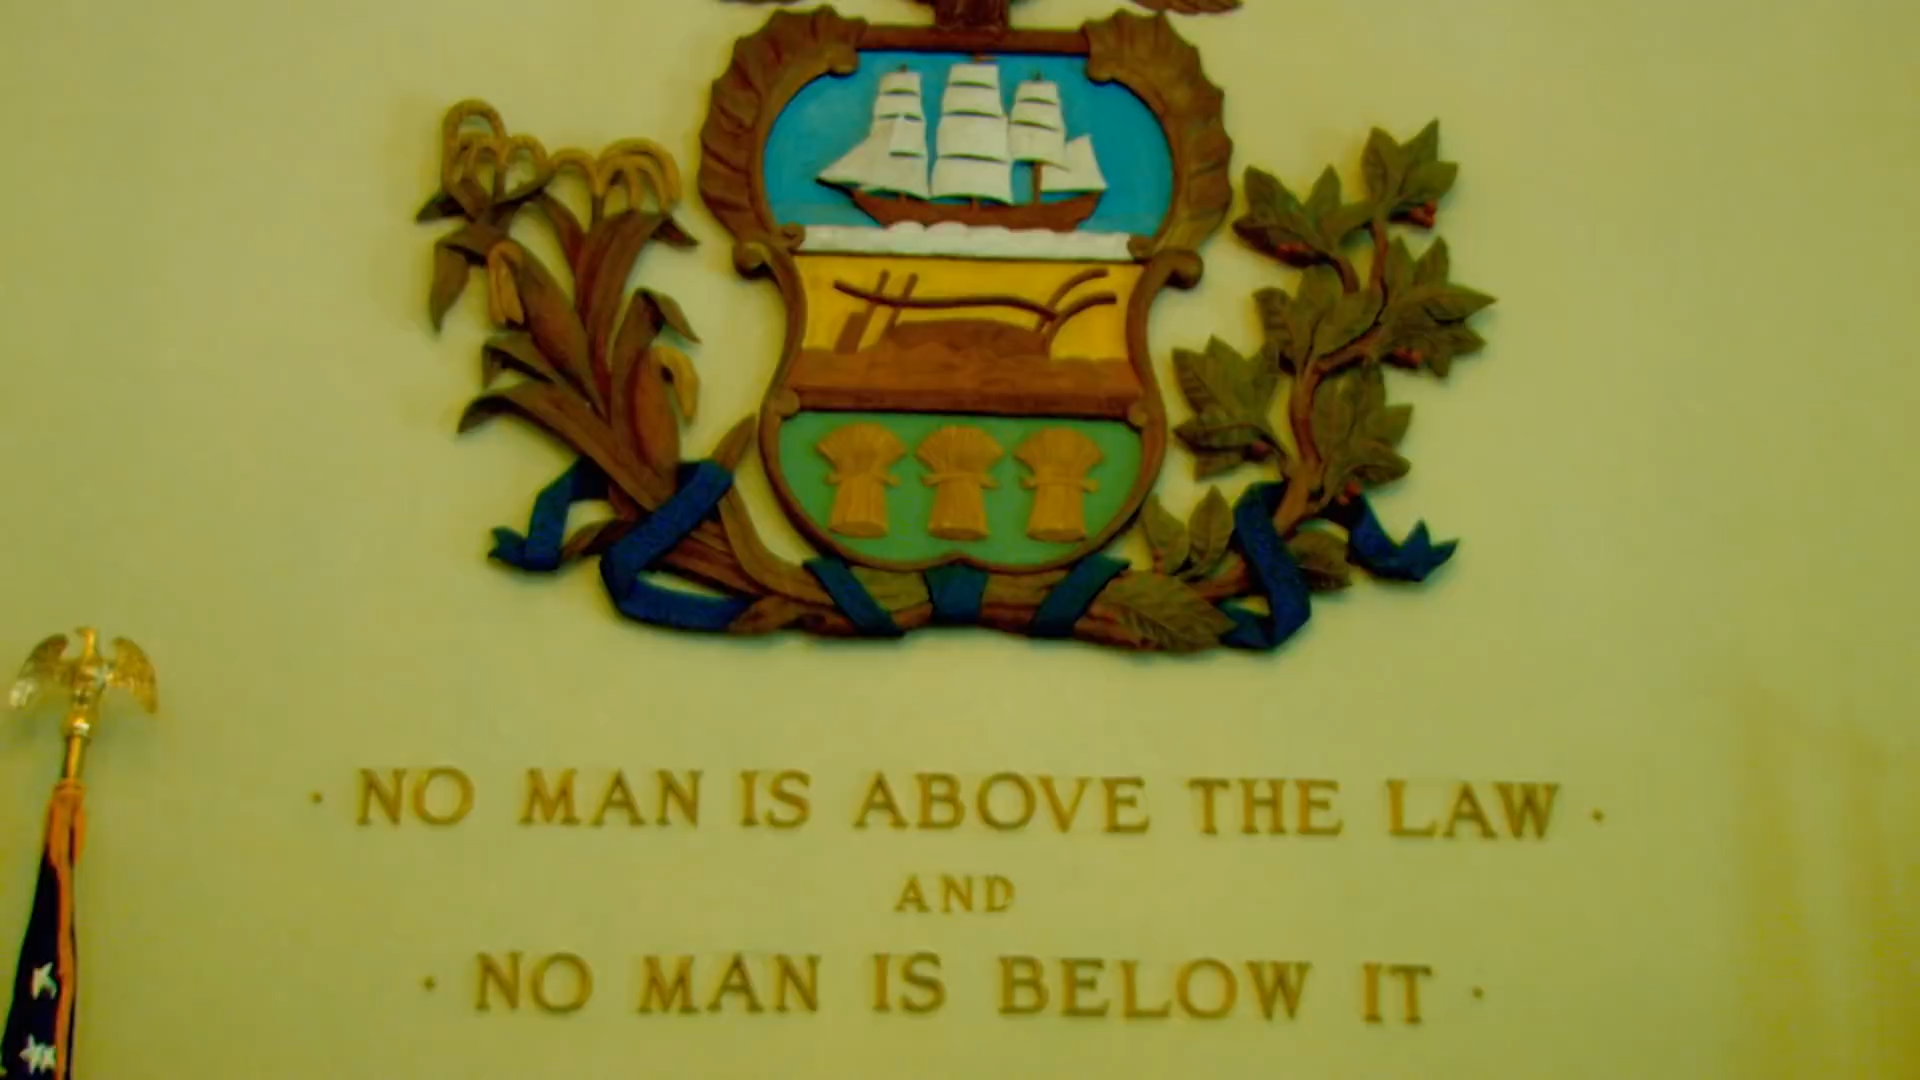 · NO MAN IS ABOVE THE LAW ·
AND
· NO MAN IS BELOW IT ·